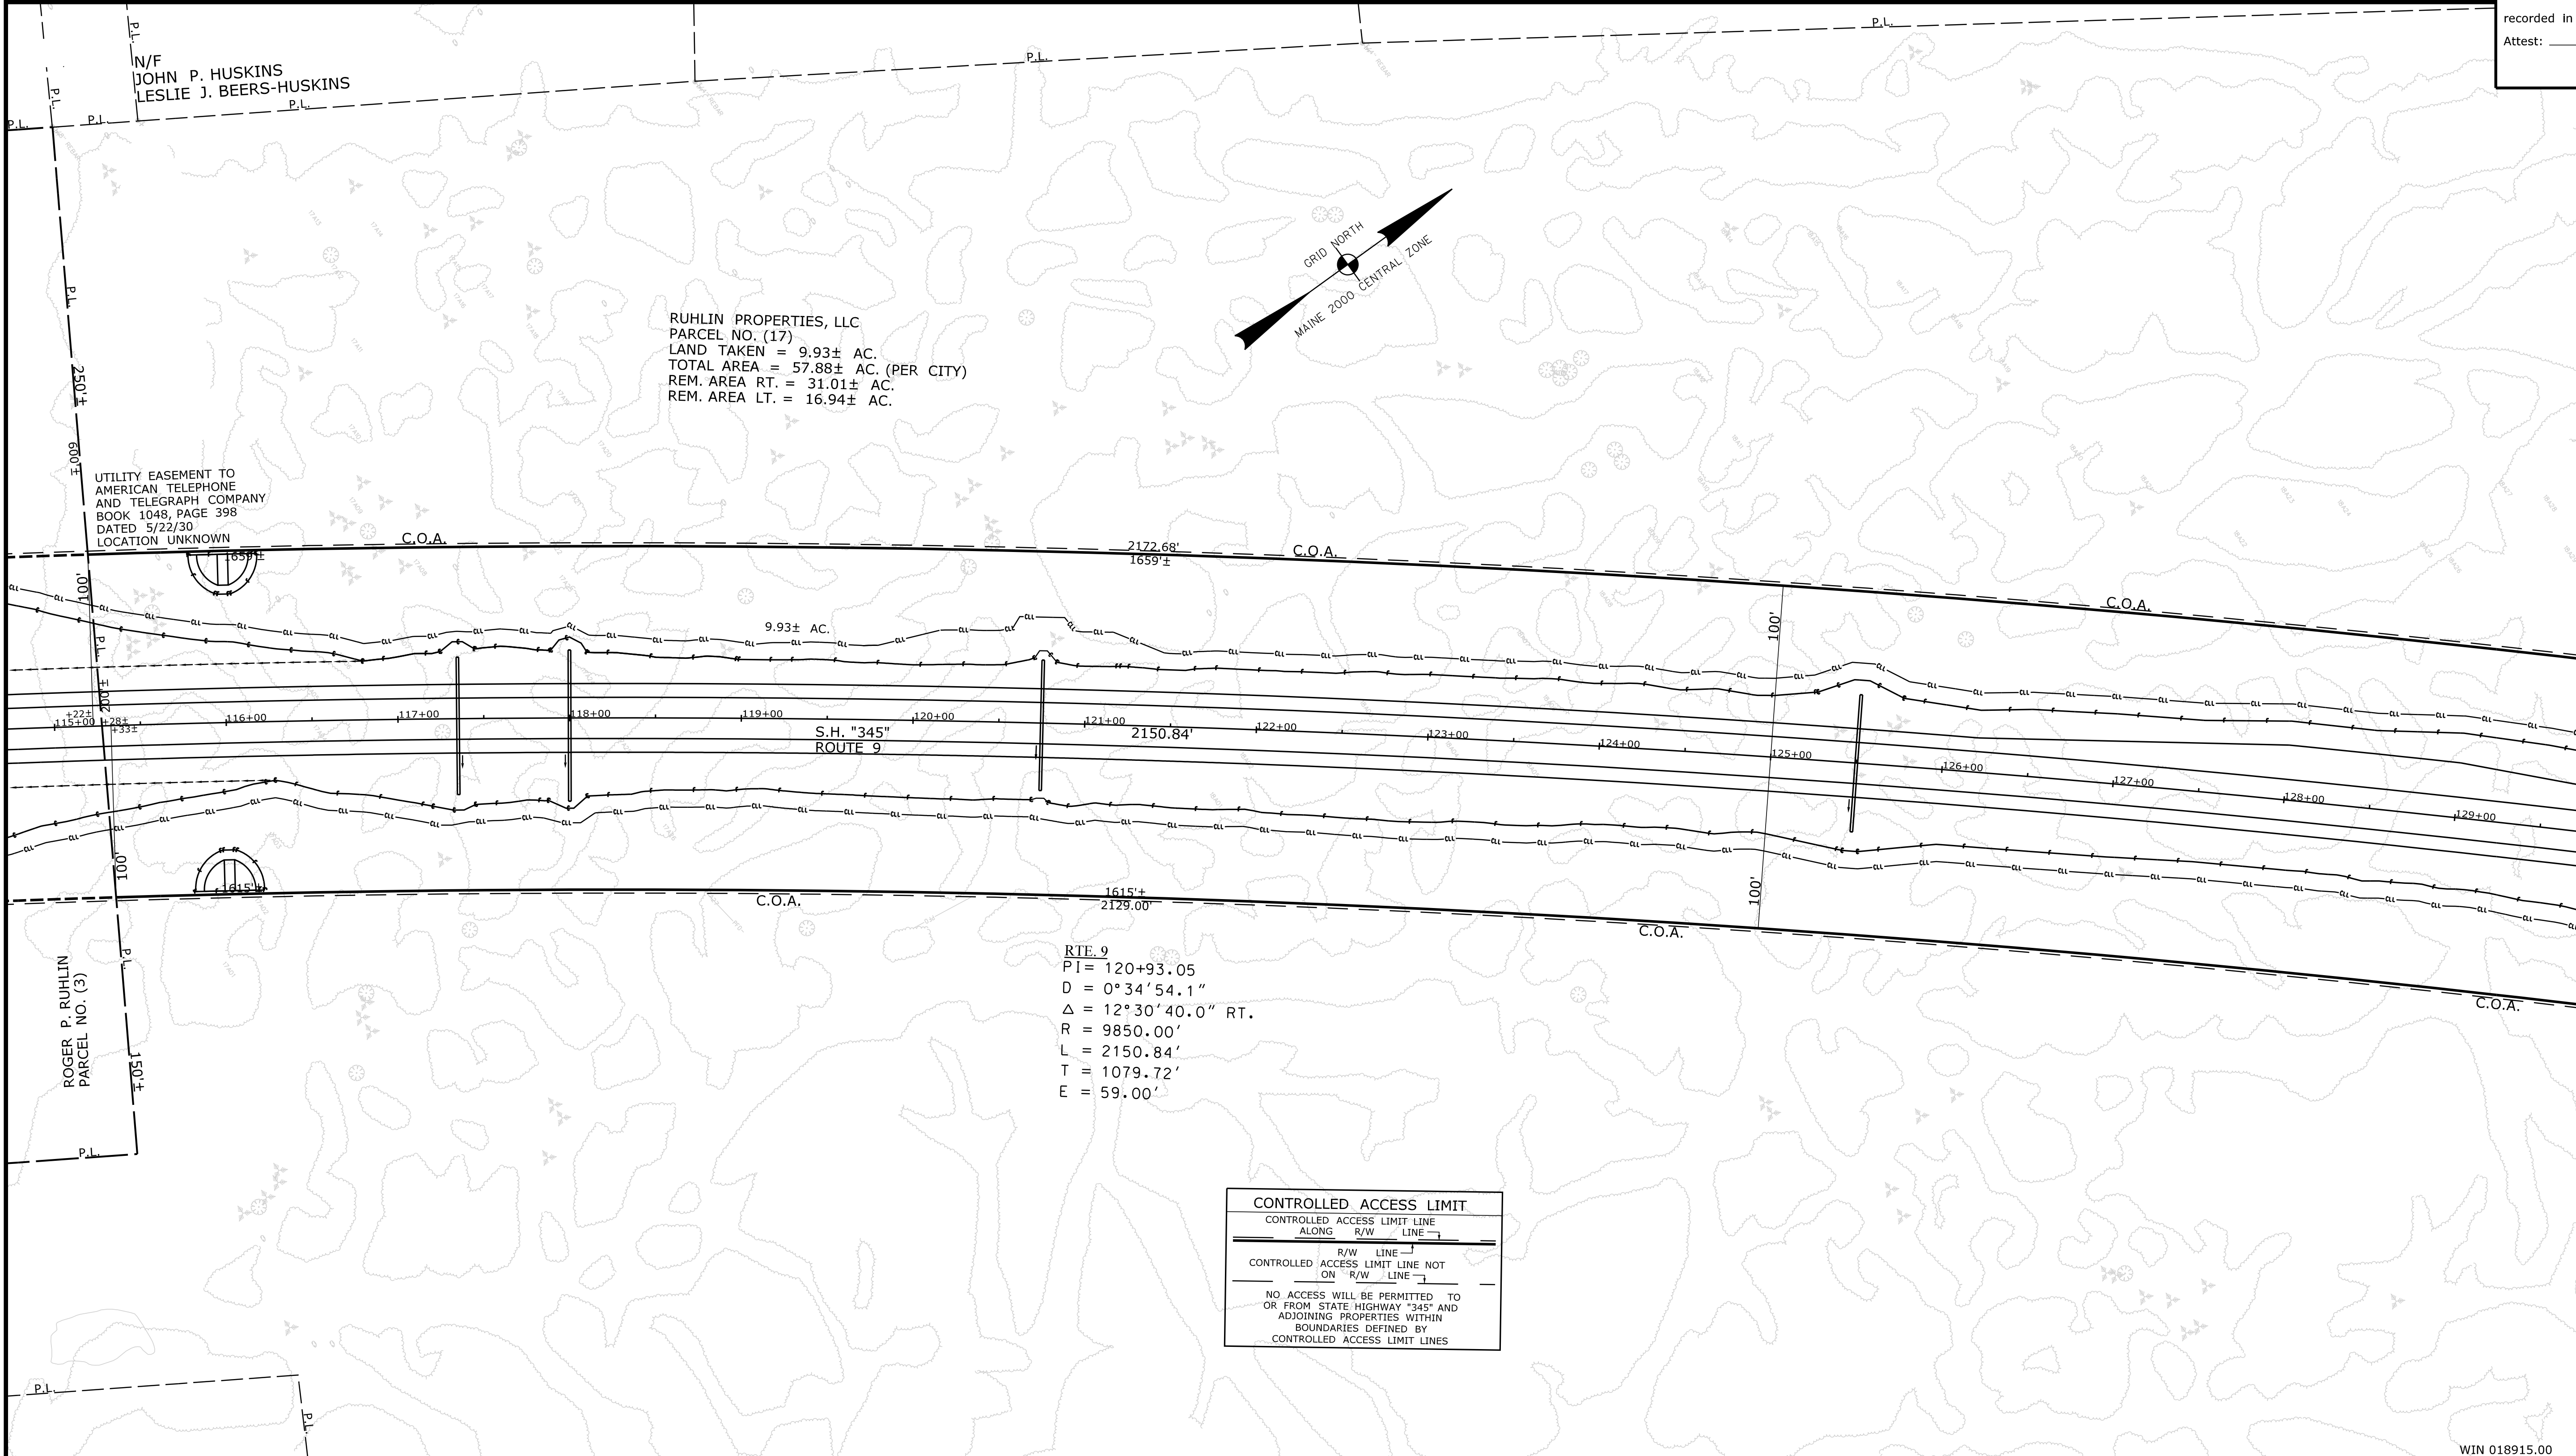 recorded in
Attest:
P.L.
P.L.
P.L.
P.L.
N/F
JOHN P. HUSKINS
LESLIE J. BEERS-HUSKINS
P.L.
P.L.
P.L.
P.L.
GRID NORTH
MAINE 2000 CENTRAL ZONE
P.L.
250'±
600'±
RUHLIN PROPERTIES, LLC
PARCEL NO. (17)
LAND TAKEN = 9.93± AC.
TOTAL AREA = 57.88± AC. (PER CITY)
REM. AREA RT. = 31.01± AC.
REM. AREA LT. = 16.94± AC.
UTILITY EASEMENT TO
AMERICAN TELEPHONE
AND TELEGRAPH COMPANY
BOOK 1048, PAGE 398
DATED 5/22/30
LOCATION UNKNOWN
C.O.A.
2172.68'
C.O.A.
1659'±
1659'±
C.O.A.
100'
100'
9.93± AC.
P.L.
200'±
+22±
115+00
+28±
+33±
116+00
117+00
118+00
119+00
120+00
121+00
122+00
123+00
124+00
125+00
126+00
127+00
128+00
129+00
S.H. "345"
ROUTE 9
2150.84'
100'
100'
1615'±
1615'±
2129.00'
C.O.A.
C.O.A.
C.O.A.
P.L.
ROGER P. RUHLIN
PARCEL NO. (3)
150'±
P.L.
RTE. 9
PI= 120+93.05
D = 0°34'54.1"
Δ = 12°30'40.0" RT.
R = 9850.00'
L = 2150.84'
T = 1079.72'
E = 59.00'
CONTROLLED ACCESS LIMIT
CONTROLLED ACCESS LIMIT LINE
ALONG R/W LINE
R/W LINE
CONTROLLED ACCESS LIMIT LINE NOT
ON R/W LINE
NO ACCESS WILL BE PERMITTED TO
OR FROM STATE HIGHWAY "345" AND
ADJOINING PROPERTIES WITHIN
BOUNDARIES DEFINED BY
CONTROLLED ACCESS LIMIT LINES
P.L.
P.L.
WIN 018915.00